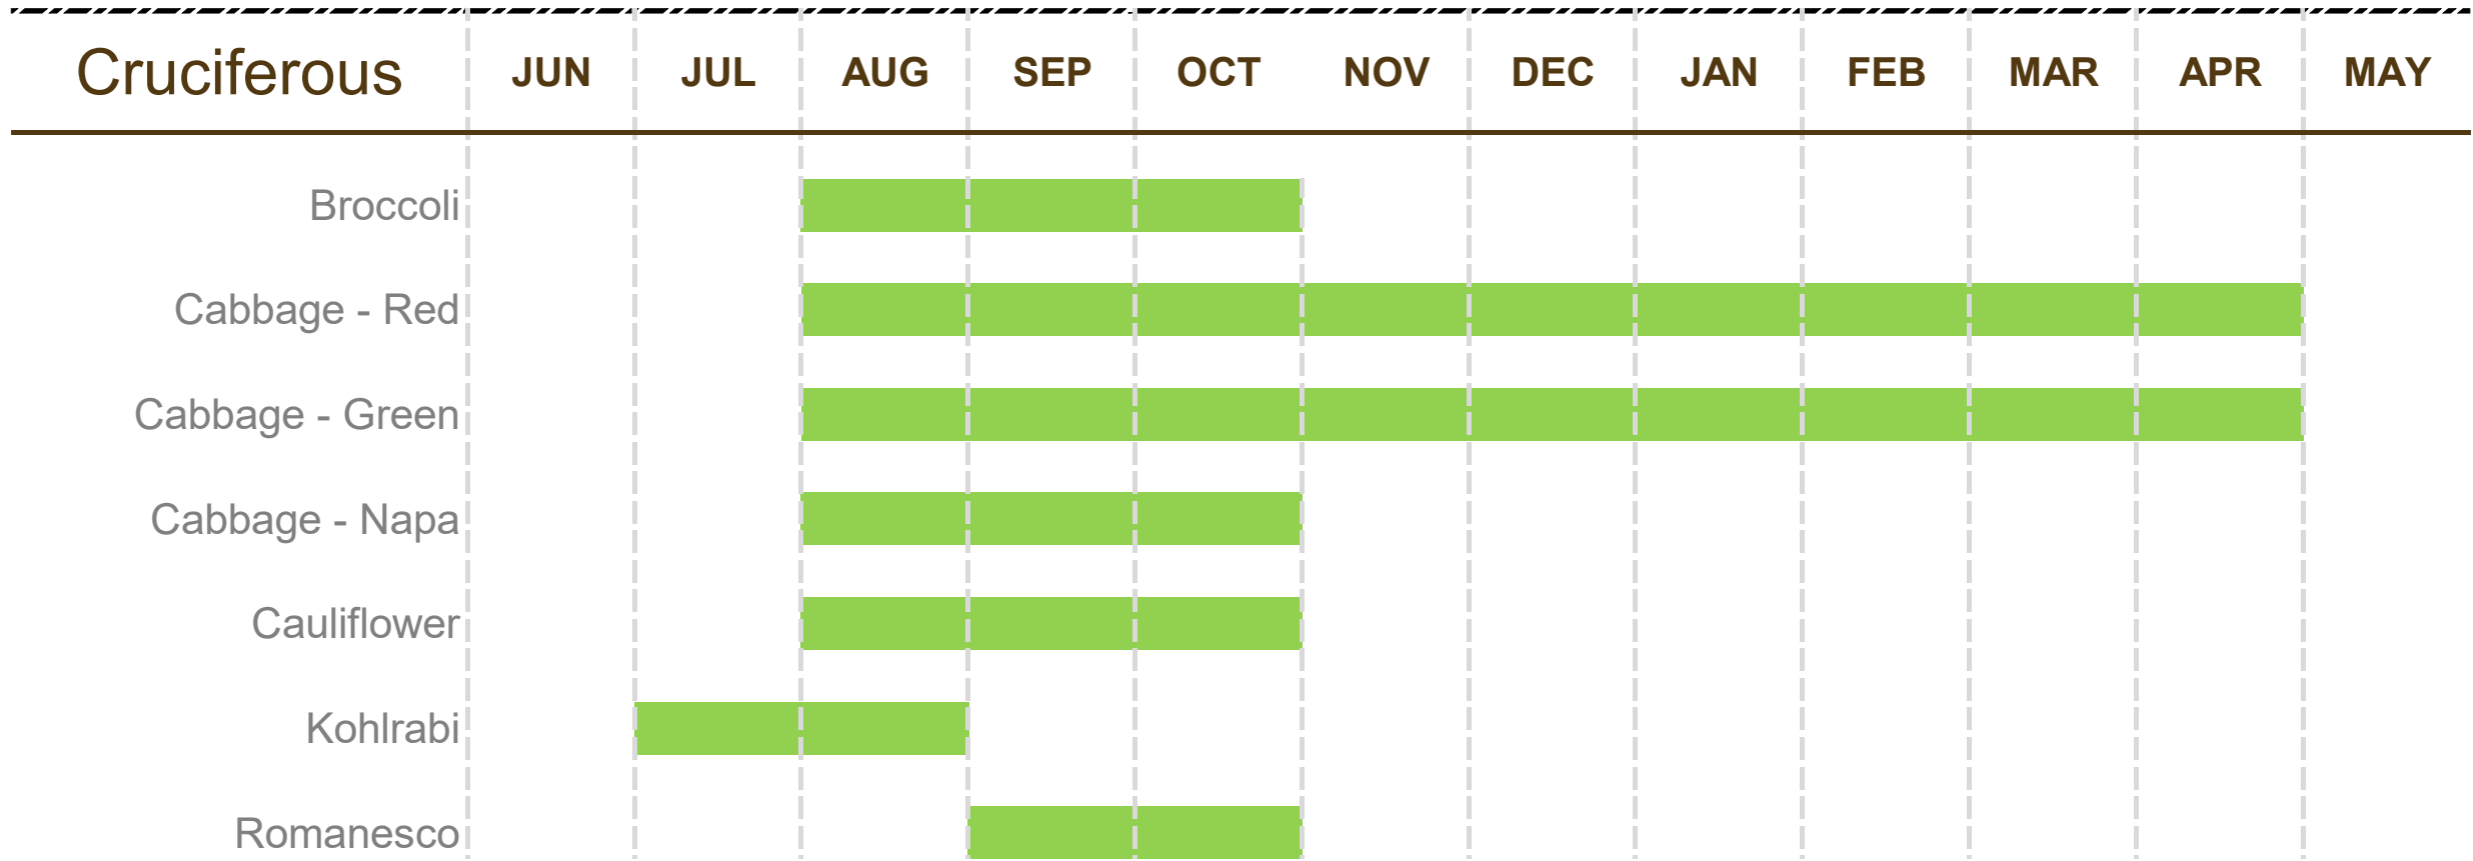 Cruciferous JUN JUL AUG SEP OCT NOV DEC JAN FEB MAR APR MAY
Broccoli
Cabbage - Red
Cabbage - Green
Cabbage - Napa
Cauliflower
Kohlrabi
Romanesco